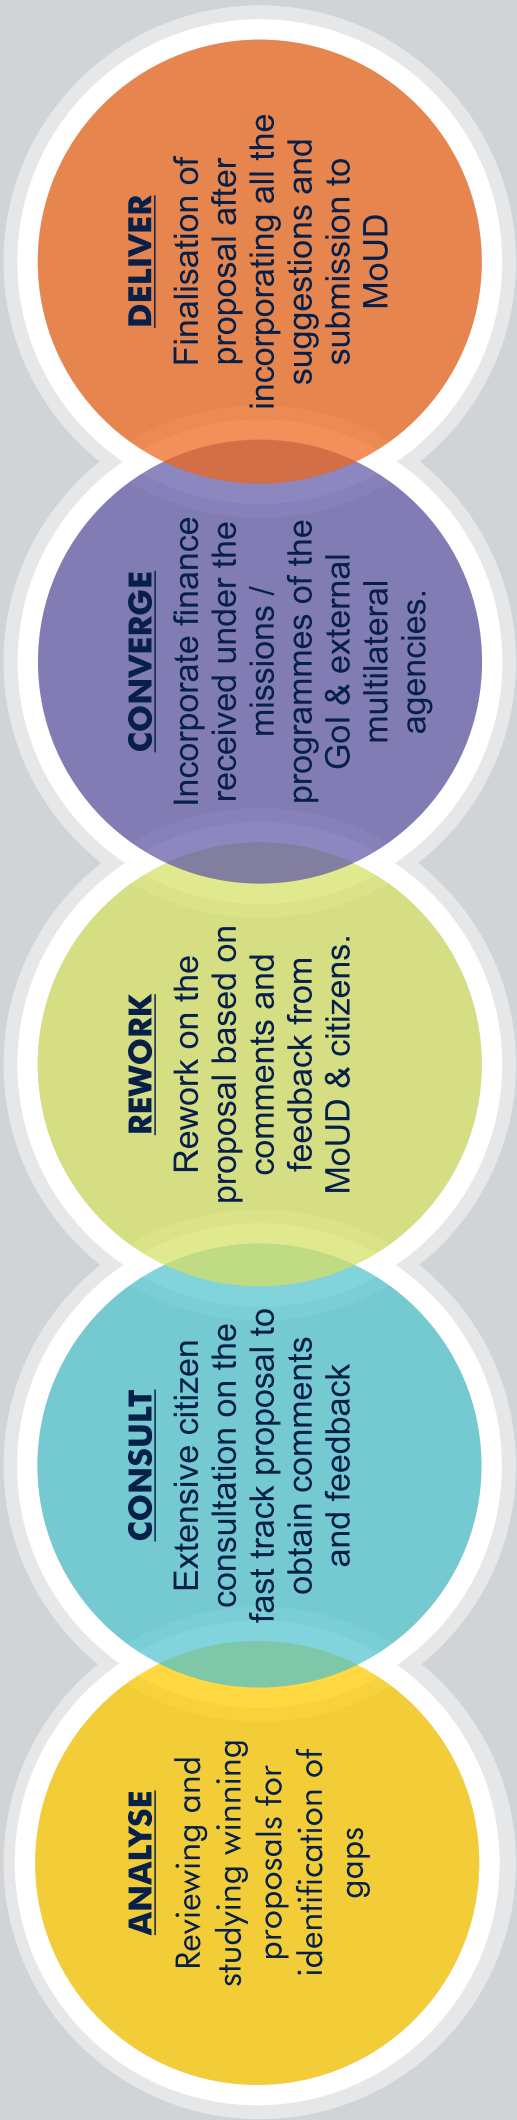 ANALYSE
Reviewing and
studying winning
proposals for
identification of
gaps
CONSULT
Extensive citizen
consultation on the
fast track proposal to
obtain comments
and feedback
REWORK
Rework on the
proposal based on
comments and
feedback from
MoUD & citizens.
CONVERGE
Incorporate finance
received under the
missions /
programmes of the
GoI & external
multilateral
agencies.
DELIVER
Finalisation of
proposal after
incorporating all the
suggestions and
submission to
MoUD